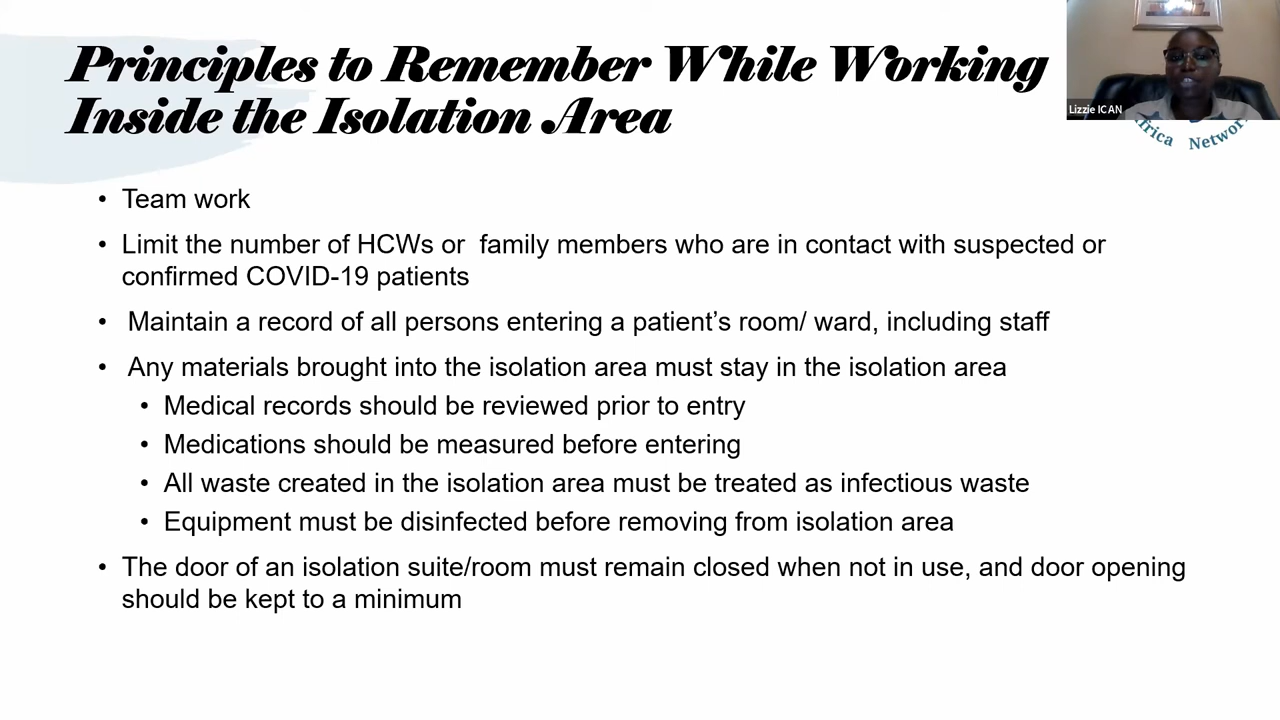 Principles to Remember While Working
Inside the Isolation Area
Lizzie ICAN
frica Network
• Team work
• Limit the number of HCWs or  family members who are in contact with suspected or
confirmed COVID-19 patients
• Maintain a record of all persons entering a patient’s room/ ward, including staff
• Any materials brought into the isolation area must stay in the isolation area
• Medical records should be reviewed prior to entry
• Medications should be measured before entering
• All waste created in the isolation area must be treated as infectious waste
• Equipment must be disinfected before removing from isolation area
• The door of an isolation suite/room must remain closed when not in use, and door opening
should be kept to a minimum